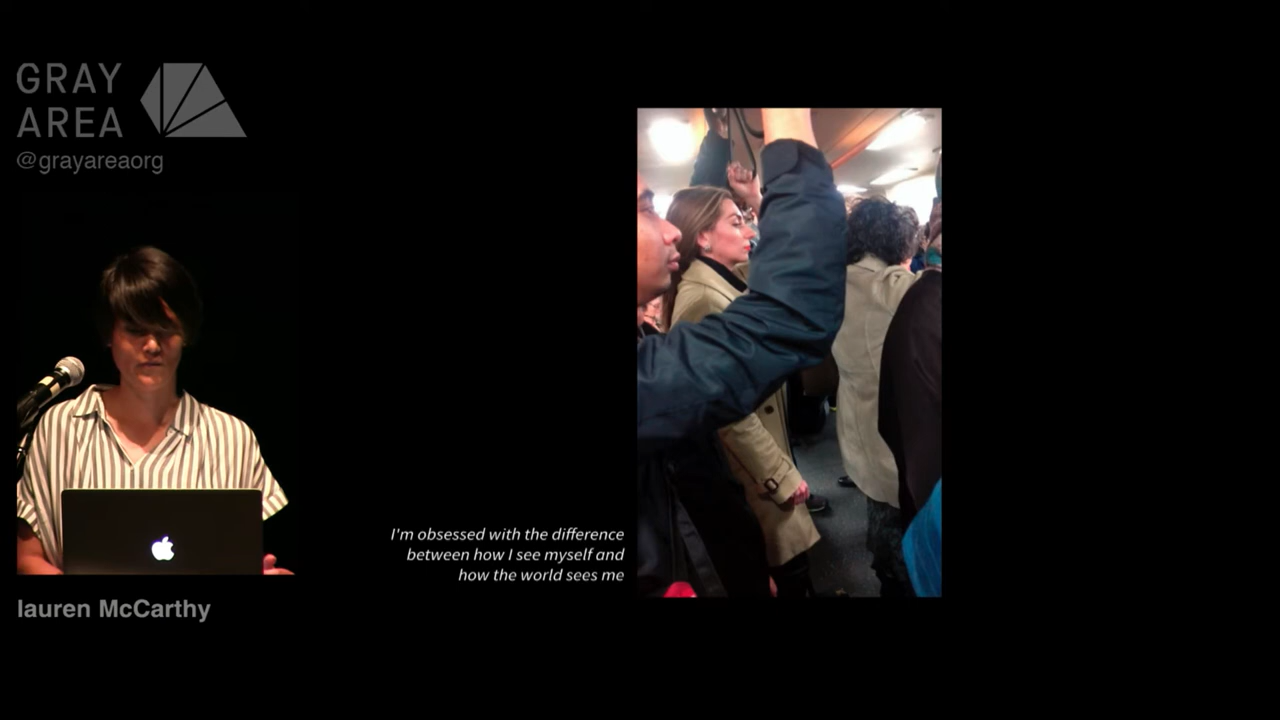 GRAY
AREA
@grayareaorg
I'm obsessed with the difference
between how I see myself and
how the world sees me
lauren McCarthy